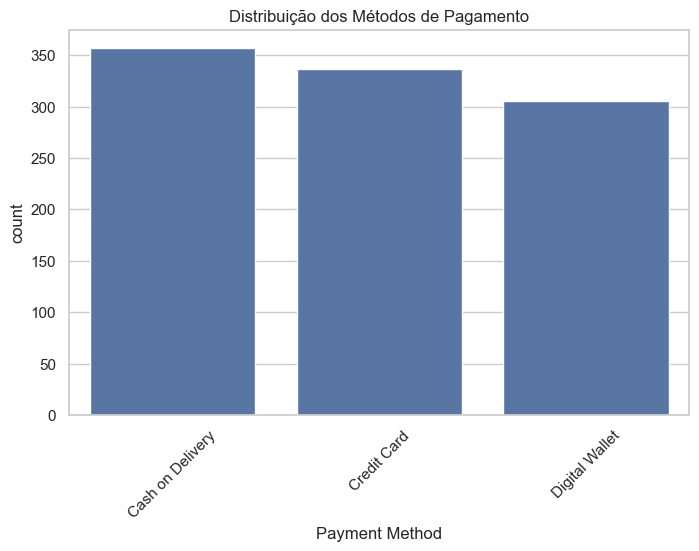 Distribuição dos Métodos de Pagamento
350
300
250
200
150
100
50
0
count
Cash on Delivery
Credit Card
Digital Wallet
Payment Method